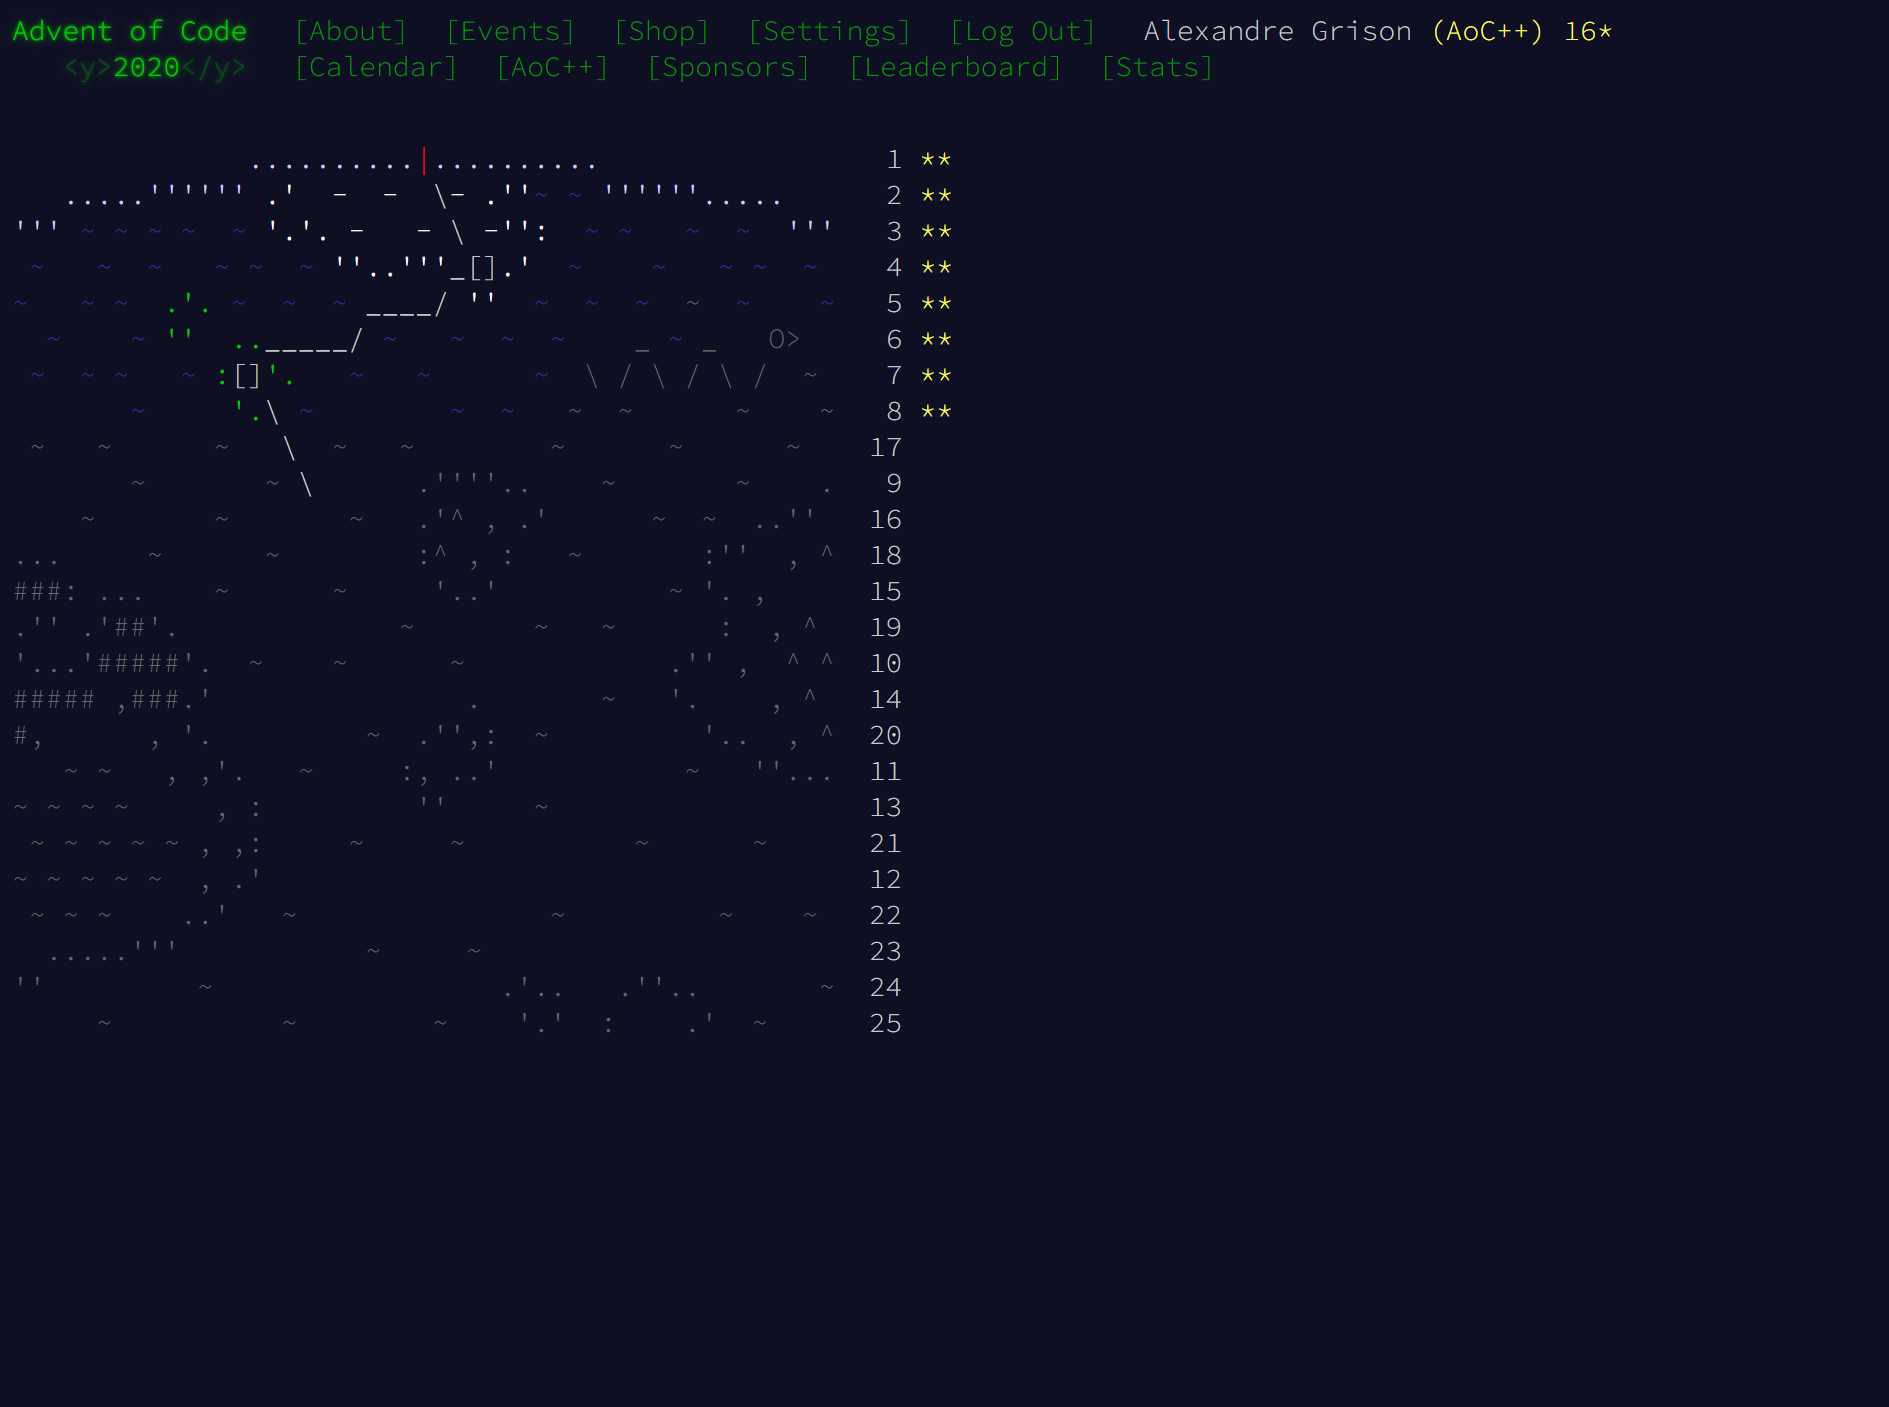 Advent of Code [About] [Events] [Shop] [Settings] [Log Out] Alexandre Grison (AoC++) 16*
<y>2020</y> [Calendar] [AoC++] [Sponsors] [Leaderboard] [Stats]
..........|.......... 1 **
.....'''''' .'  -  -  \- .''~ ~ ''''''..... 2 **
''' ~ ~ ~ ~  ~ '.'. -   - \ -'':  ~ ~   ~  ~  ''' 3 **
~   ~  ~   ~ ~  ~ ''..'''_[].'  ~    ~   ~ ~  ~ 4 **
~   ~ ~  .'. ~  ~  ~ ____/ ''  ~  ~  ~  ~  ~    ~ 5 **
~    ~ ''  .._____/ ~   ~  ~  ~    _ ~ _   O> 6 **
~  ~ ~   ~ :[]'.   ~   ~      ~  \ / \ / \ /  ~ 7 **
~     '.\ ~        ~  ~   ~  ~      ~    ~ 8 **
~   ~      ~   \  ~   ~        ~      ~      ~ 17
~       ~ \      .''''..    ~       ~    . 9
~       ~       ~   .'^ , .'      ~  ~  ..'' 16
...     ~      ~        :^ , :   ~       :''  , ^ 18
###: ...    ~      ~     '..'          ~ '. , 15
.'' .'##'.             ~       ~   ~      :  , ^ 19
'...'#####'.  ~    ~      ~            .'' ,  ^ ^ 10
##### ,###.'               .       ~   '.    , ^ 14
#,      , '.         ~  .'',:  ~         '..  , ^ 20
~ ~   , ,'.   ~     :, ..'           ~   ''... 11
~ ~ ~ ~     , :         ''     ~ 13
~ ~ ~ ~ ~ , ,:     ~     ~          ~      ~ 21
~ ~ ~ ~ ~  , .' 12
~ ~ ~    ..'   ~               ~         ~    ~ 22
.....'''           ~     ~ 23
''         ~                 .'..   .''..       ~ 24
~          ~        ~    '.'  :    .'  ~ 25